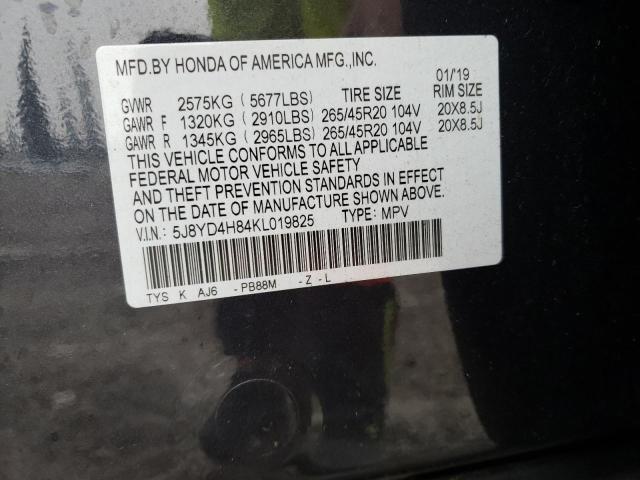 MFD.BY HONDA OF AMERICA MFG.,INC.
01/19
GVWR 2575KG ( 5677LBS) TIRE SIZE RIM SIZE
GAWR F 1320KG ( 2910LBS) 265/45R20 104V 20X8.5J
GAWR R 1345KG ( 2965LBS) 265/45R20 104V 20X8.5J
THIS VEHICLE CONFORMS TO ALL APPLICABLE
FEDERAL MOTOR VEHICLE SAFETY
AND THEFT PREVENTION STANDARDS IN EFFECT
ON THE DATE OF MANUFACTURE SHOWN ABOVE.
V.I.N.: 5J8YD4H84KL019825 TYPE: MPV
TYS K AJ6 -PB88M -Z -L